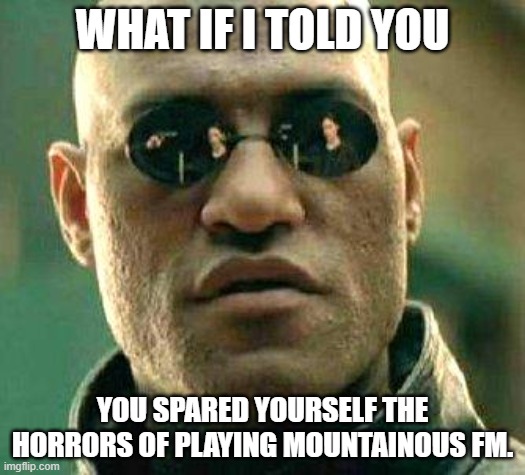 WHAT IF I TOLD YOU
YOU SPARED YOURSELF THE
HORRORS OF PLAYING MOUNTAINOUS FM.
imgflip.com